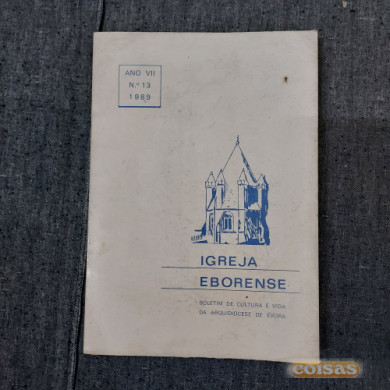 ANO VII
N.º 13
1989
IGREJA
EBORENSE
BOLETIM DE CULTURA E VIDA
DA ARQUIDIOCESE DE ÉVORA
coisas